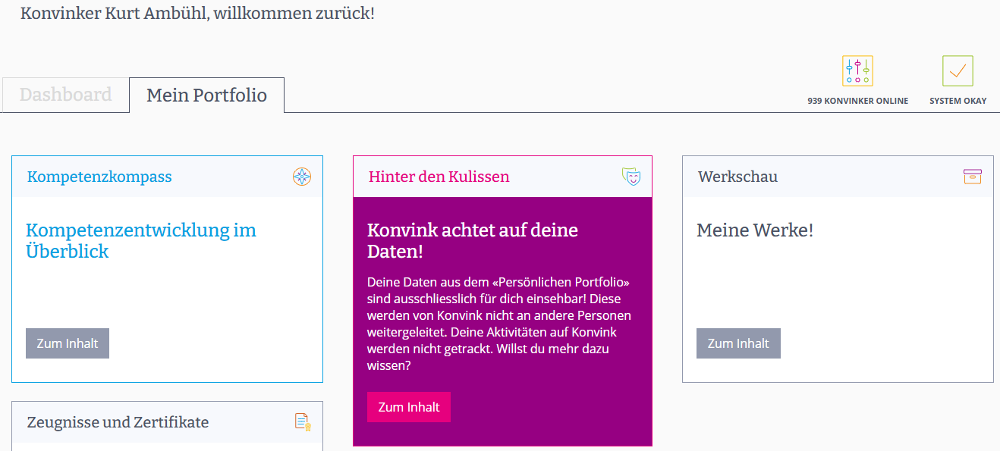 Konvinker Kurt Ambühl, willkommen zurück!
Dashboard
Mein Portfolio
939 KONVINKER ONLINE
SYSTEM OKAY
Kompetenzkompass
Kompetenzentwicklung im
Überblick
Zum Inhalt
Hinter den Kulissen
Konvink achtet auf deine
Daten!
Deine Daten aus dem «Persönlichen Portfolio»
sind ausschliesslich für dich einsehbar! Diese
werden von Konvink nicht an andere Personen
weitergeleitet. Deine Aktivitäten auf Konvink
werden nicht getrackt. Willst du mehr dazu
wissen?
Zum Inhalt
Werkschau
Meine Werke!
Zum Inhalt
Zeugnisse und Zertifikate